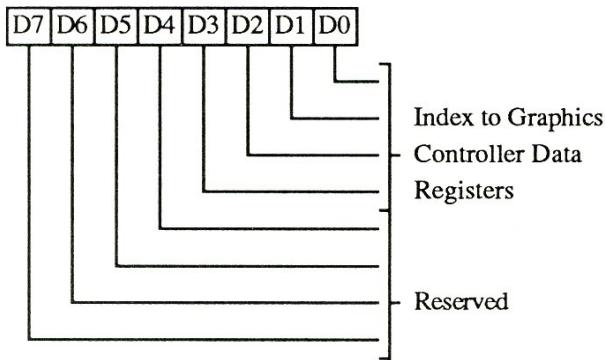 D7 D6 D5 D4 D3 D2 D1 D0
Index to Graphics
Controller Data
Registers
Reserved